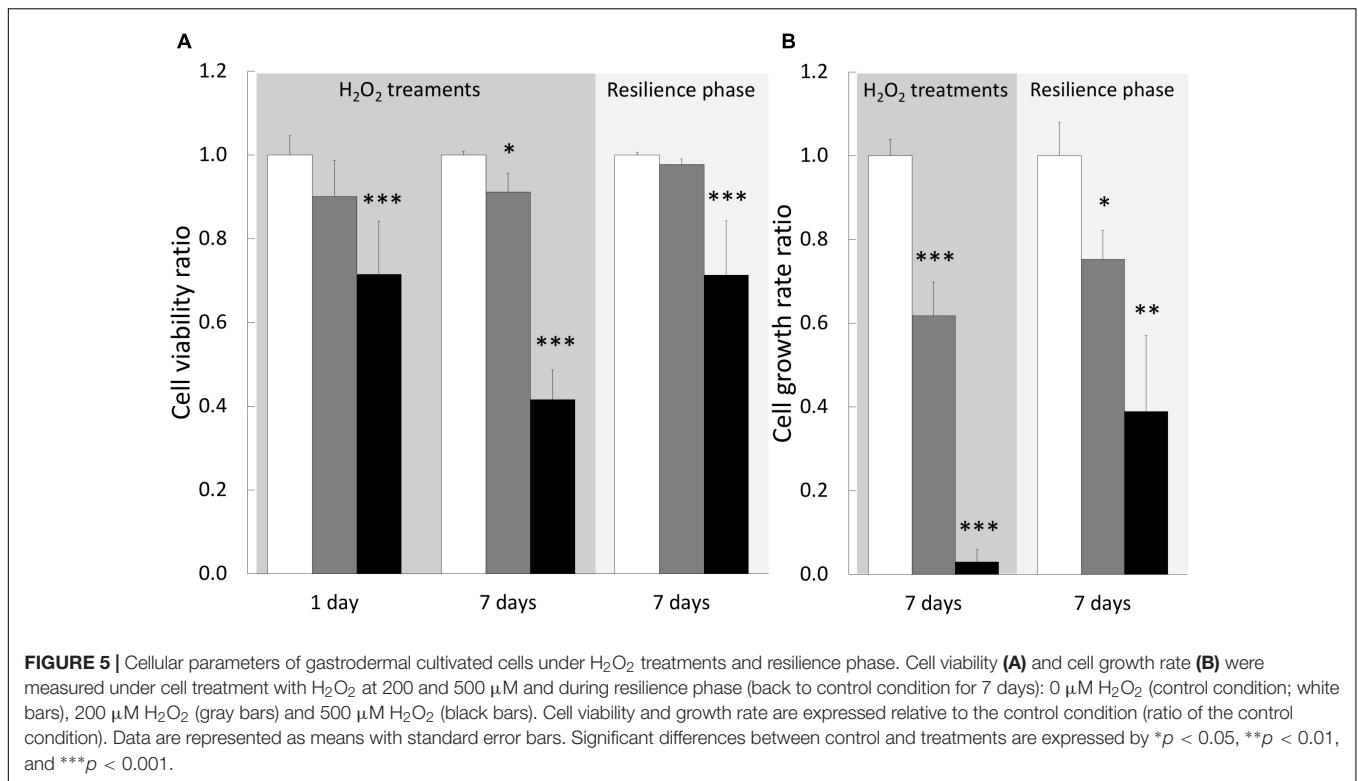 A
B
1.2
1.0
0.8
0.6
0.4
0.2
0.0
Cell viability ratio
H₂O₂ treaments
Resilience phase
***
*
***
***
1 day
7 days
7 days
1.2
1.0
0.8
0.6
0.4
0.2
0.0
Cell growth rate ratio
H₂O₂ treatments
Resilience phase
***
***
*
**
7 days
7 days
FIGURE 5 | Cellular parameters of gastrodermal cultivated cells under H₂O₂ treatments and resilience phase. Cell viability (A) and cell growth rate (B) were
measured under cell treatment with H₂O₂ at 200 and 500 μM and during resilience phase (back to control condition for 7 days): 0 μM H₂O₂ (control condition; white
bars), 200 μM H₂O₂ (gray bars) and 500 μM H₂O₂ (black bars). Cell viability and growth rate are expressed relative to the control condition (ratio of the control
condition). Data are represented as means with standard error bars. Significant differences between control and treatments are expressed by *p < 0.05, **p < 0.01,
and ***p < 0.001.